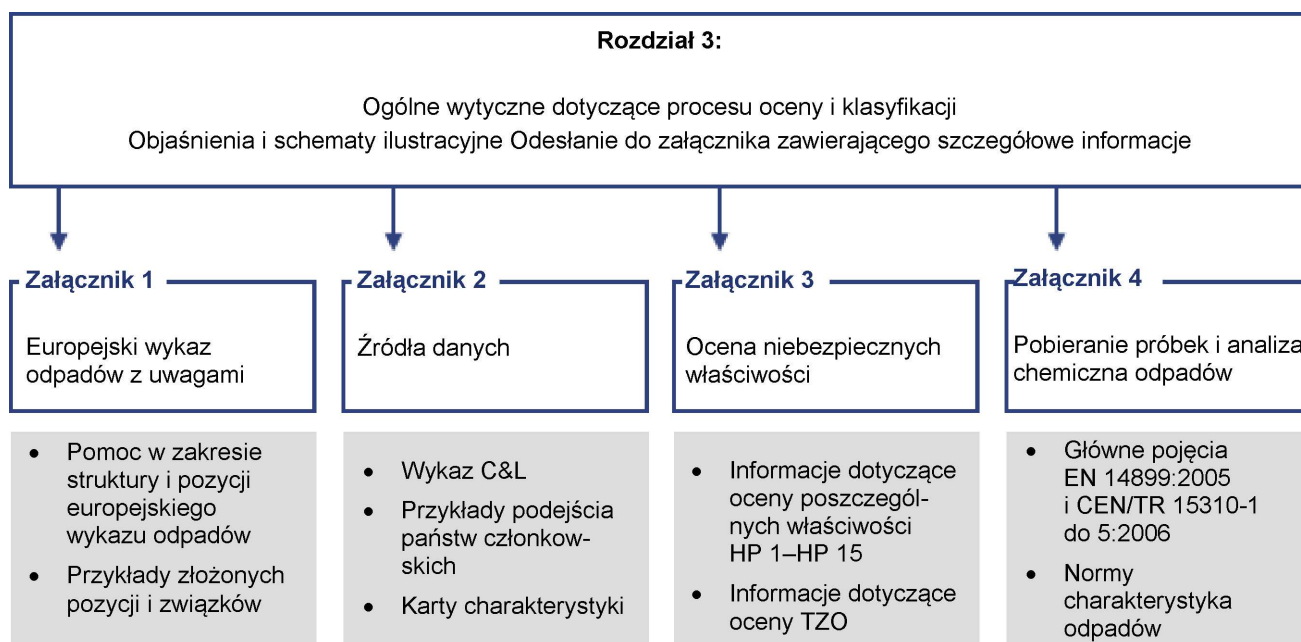 Rozdział 3:
Ogólne wytyczne dotyczące procesu oceny i klasyfikacji
Objaśnienia i schematy ilustracyjne Odesłanie do załącznika zawierającego szczegółowe informacje
Załącznik 1
Europejski wykaz
odpadów z uwagami
• Pomoc w zakresie
struktury i pozycji
europejskiego
wykazu odpadów
• Przykłady złożonych
pozycji i związków
Załącznik 2
Źródła danych
• Wykaz C&L
• Przykłady podejścia
państw członkow-
skich
• Karty charakterystyki
Załącznik 3
Ocena niebezpiecznych
właściwości
• Informacje dotyczące
oceny poszczegól-
nych właściwości
HP 1–HP 15
• Informacje dotyczące
oceny TZO
Załącznik 4
Pobieranie próbek i analiza
chemiczna odpadów
• Główne pojęcia
EN 14899:2005
i CEN/TR 15310-1
do 5:2006
• Normy
charakterystyka
odpadów